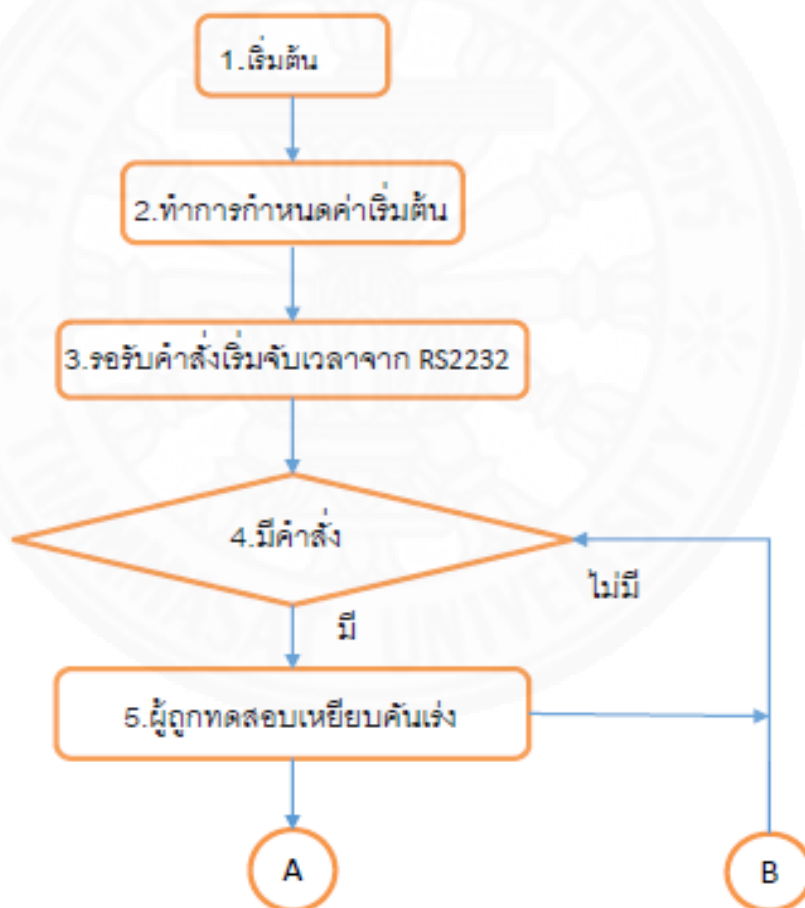 1.เริ่มต้น
2.ทำการกำหนดค่าเริ่มต้น
3.รอรับคำสั่งเริ่มจับเวลาจาก RS2232
4.มีคำสั่ง
ไม่มี
มี
5.ผู้ถูกทดสอบเหยียบคันเร่ง
A
B